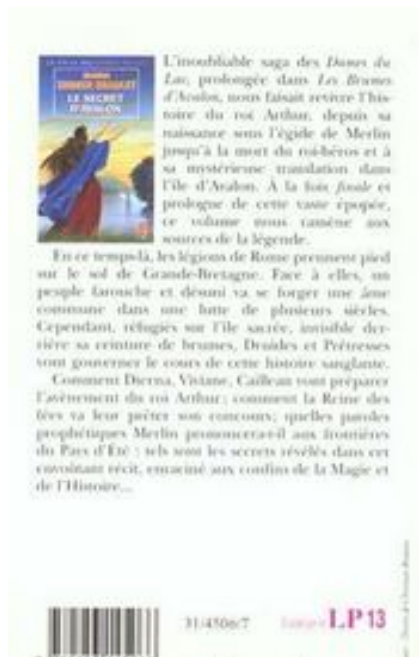 LE SECRET
D'AVALON
L'inoubliable saga des Dames du
Lac, prolongée dans Les Brumes
d'Avalon, nous faisait revivre l'his-
toire du roi Arthur, depuis sa
naissance sous l'égide de Merlin
jusqu'à la mort du roi-héros et à
sa mystérieuse translation dans
l'île d'Avalon. À la fois finale et
prologue de cette vaste épopée,
ce volume nous ramène aux
sources de la légende.
En ce temps-là, les légions de Rome prennent pied
sur le sol de Grande-Bretagne. Face à elles, un
peuple farouche et désuni va se forger une âme
commune dans une lutte de plusieurs siècles.
Cependant, réfugiés sur l'île sacrée, invisible der-
rière sa ceinture de brumes, Druides et Prêtresses
vont gouverner le cours de cette histoire sanglante.
Comment Dierna, Viviane, Caillean vont préparer
l'avènement du roi Arthur ; comment la Reine des
fées va leur prêter son concours ; quelles paroles
prophétiques Merlin prononcera-t-il aux frontières
du Pays d'Été : tels sont les secrets révélés dans cet
envoûtant récit, enraciné aux confins de la Magie et
de l'Histoire...
31/4506/7
LP 13